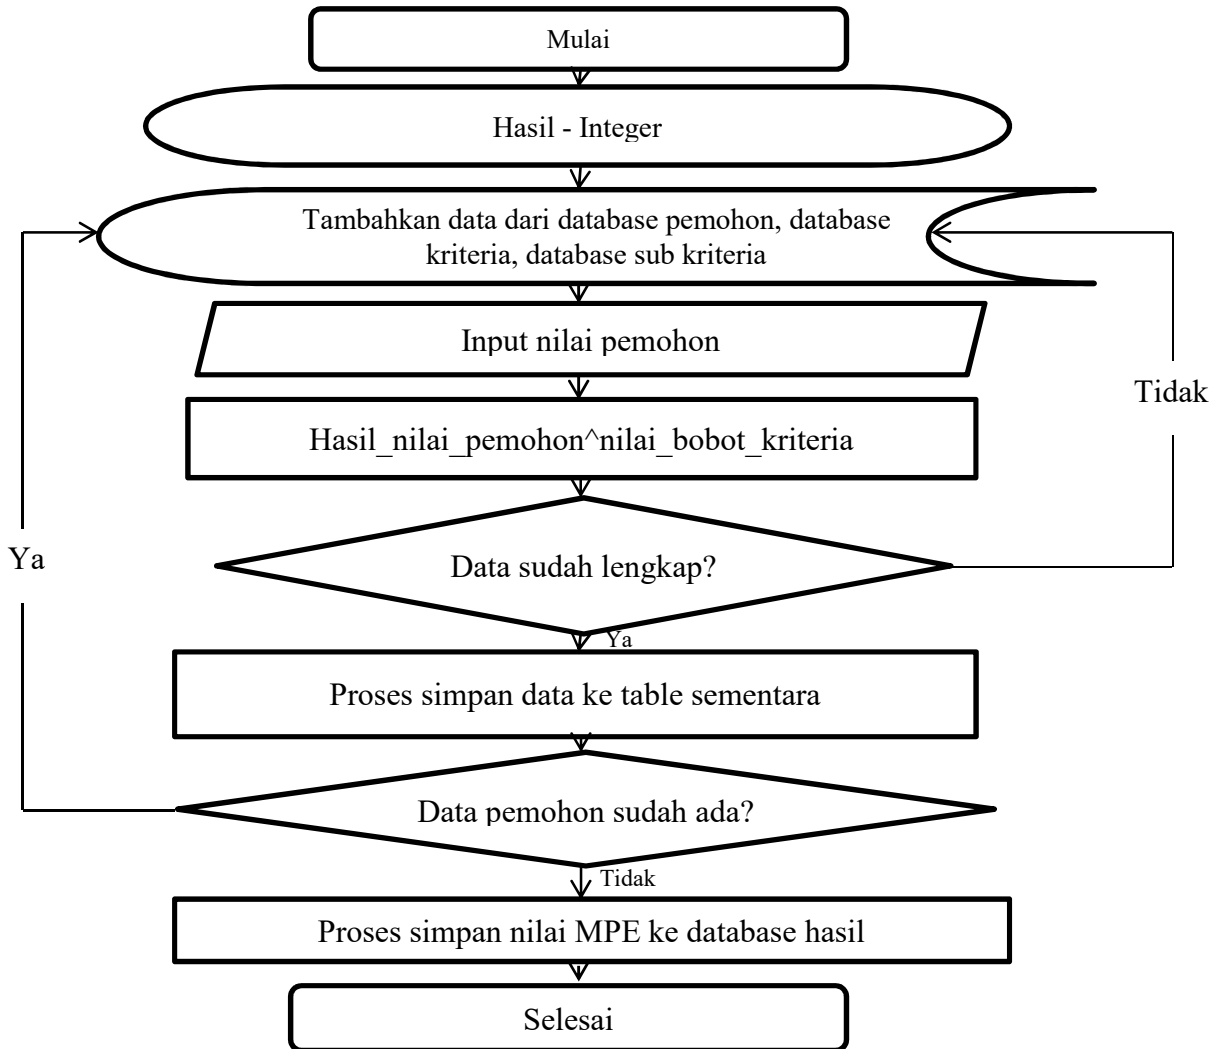 Mulai
Hasil - Integer
Tambahkan data dari database pemohon, database
kriteria, database sub kriteria
Input nilai pemohon
Tidak
Hasil_nilai_pemohon^nilai_bobot_kriteria
Ya
Data sudah lengkap?
Ya
Proses simpan data ke table sementara
Data pemohon sudah ada?
Tidak
Proses simpan nilai MPE ke database hasil
Selesai